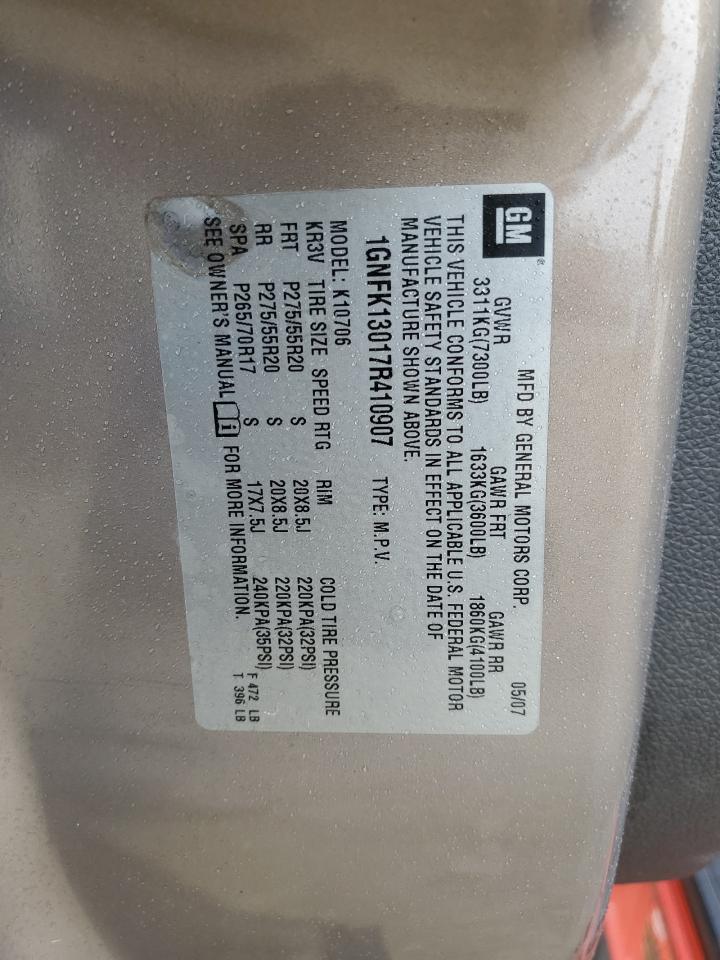 GM®
MFD BY GENERAL MOTORS CORP. 05/07
GVWR GAWR FRT GAWR RR
3311KG(7300LB) 1633KG(3600LB) 1860KG(4100LB)
THIS VEHICLE CONFORMS TO ALL APPLICABLE U.S. FEDERAL MOTOR
VEHICLE SAFETY STANDARDS IN EFFECT ON THE DATE OF
MANUFACTURE SHOWN ABOVE.
1GNFK13017R410907 TYPE: M.P.V.
MODEL: K10706
KR3V TIRE SIZE SPEED RTG RIM COLD TIRE PRESSURE
FRT P275/55R20 S 20X8.5J 220KPA(32PSI)
RR P275/55R20 S 20X8.5J 220KPA(32PSI)
SPA P265/70R17 S 17X7.5J 240KPA(35PSI)
SEE OWNER'S MANUAL i FOR MORE INFORMATION.
F 472 LB
T 396 LB